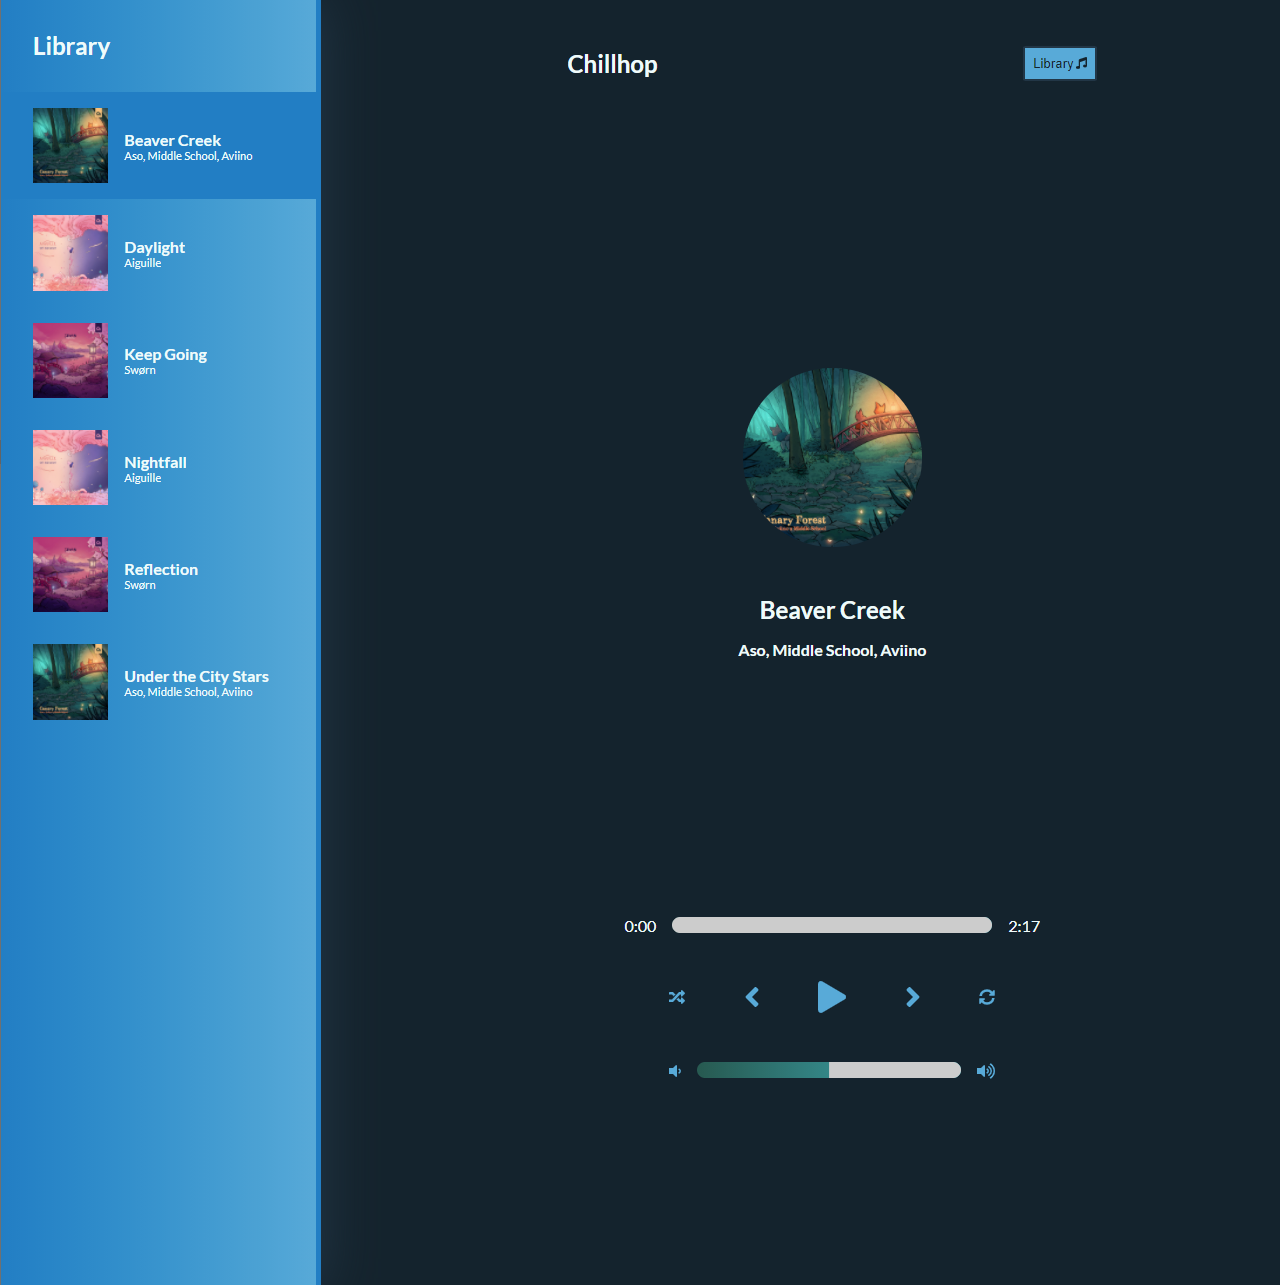 Library
Beaver Creek
Aso, Middle School, Aviino
Daylight
Aiguille
Keep Going
Swørn
Nightfall
Aiguille
Reflection
Swørn
Under the City Stars
Aso, Middle School, Aviino
Chillhop
Library
nary Forest
Beaver Creek
Aso, Middle School, Aviino
0:00
2:17